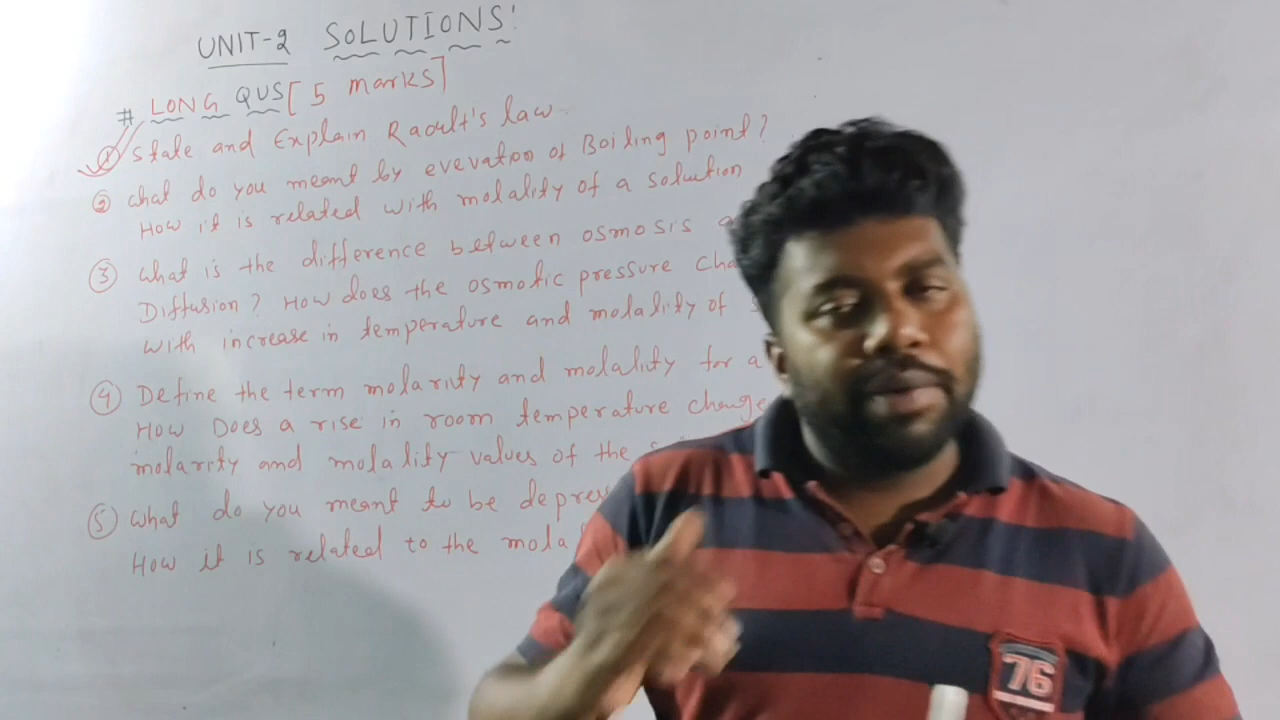 UNIT-2 SOLUTIONS!
# LONG QUS [5 marks]
① State and Explain Raoult's law
② What do you meant by evevation of Boiling point?
How it is related with molality of a solution
③ What is the difference between osmosis
Diffusion? How does the osmotic pressure
with increase in temperature and molality of
④ Define the term molarity and molality for a
How Does a rise in room temperature change
molarity and molality values of the
⑤ What do you meant to be
How it is related to the
76